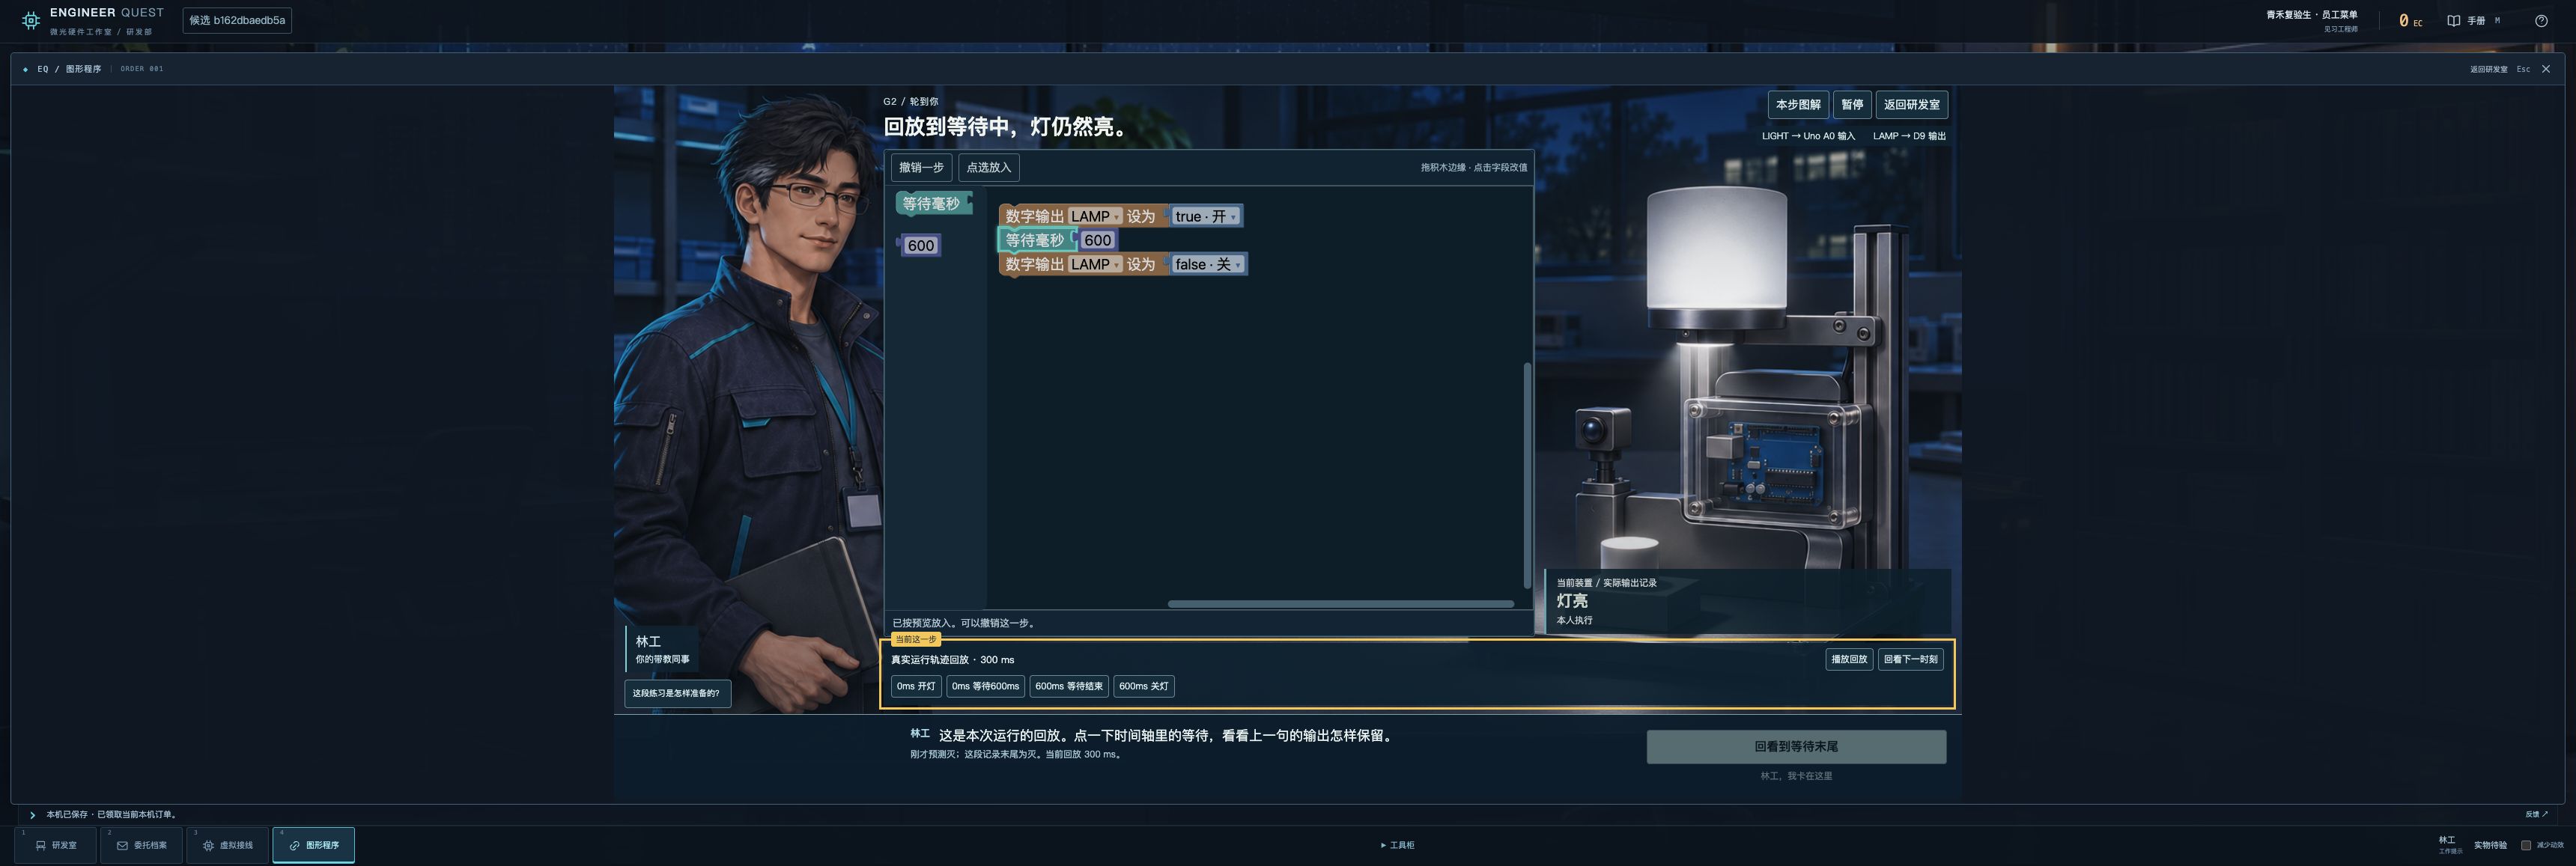 ENGINEER QUEST
微光硬件工作室 / 研发部
候选 b162dbaedb5a
青禾复验生 · 员工菜单
见习工程师
0 EC
手册 M
EQ / 图形程序 | ORDER 001
返回研发室 Esc
G2 / 轮到你
回放到等待中，灯仍然亮。
本步图解
暂停
返回研发室
LIGHT → Uno A0 输入
LAMP → D9 输出
撤销一步
点选放入
拖积木边缘 · 点击字段改值
等待毫秒
600
数字输出 LAMP 设为 true · 开
等待毫秒 600
数字输出 LAMP 设为 false · 关
已按预览放入。可以撤销这一步。
当前装置 / 实际输出记录
灯亮
本人执行
林工
你的带教同事
这段练习是怎样准备的？
当前这一步
真实运行轨迹回放 · 300 ms
播放回放
回看下一时刻
0ms 开灯
0ms 等待600ms
600ms 等待结束
600ms 关灯
林工 这是本次运行的回放。点一下时间轴里的等待，看看上一句的输出怎样保留。
刚才预测灭；这段记录末尾为灭。当前回放 300 ms。
回看到等待末尾
林工，我卡在这里
本机已保存 · 已领取当前本机订单。
反馈 ↗
1 研发室
2 委托档案
3 虚拟接线
4 图形程序
工具柜
林工
工作提示
实物待验
减少动效